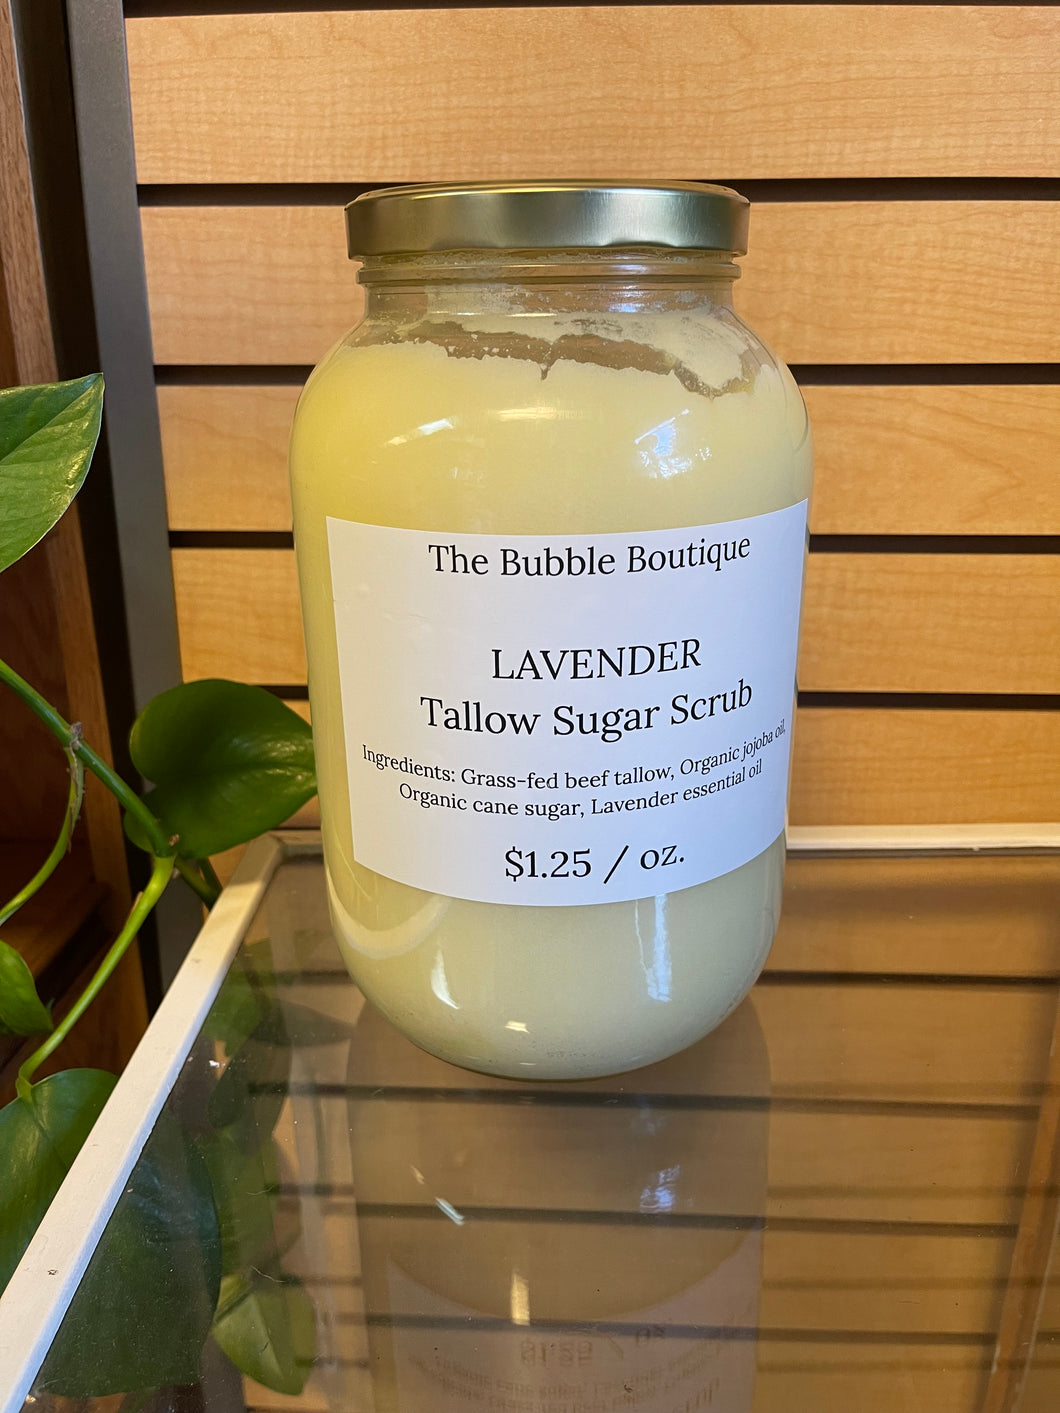 The Bubble Boutique
LAVENDER
Tallow Sugar Scrub
Ingredients: Grass-fed beef tallow, Organic jojoba oil,
Organic cane sugar, Lavender essential oil
$1.25 / oz.